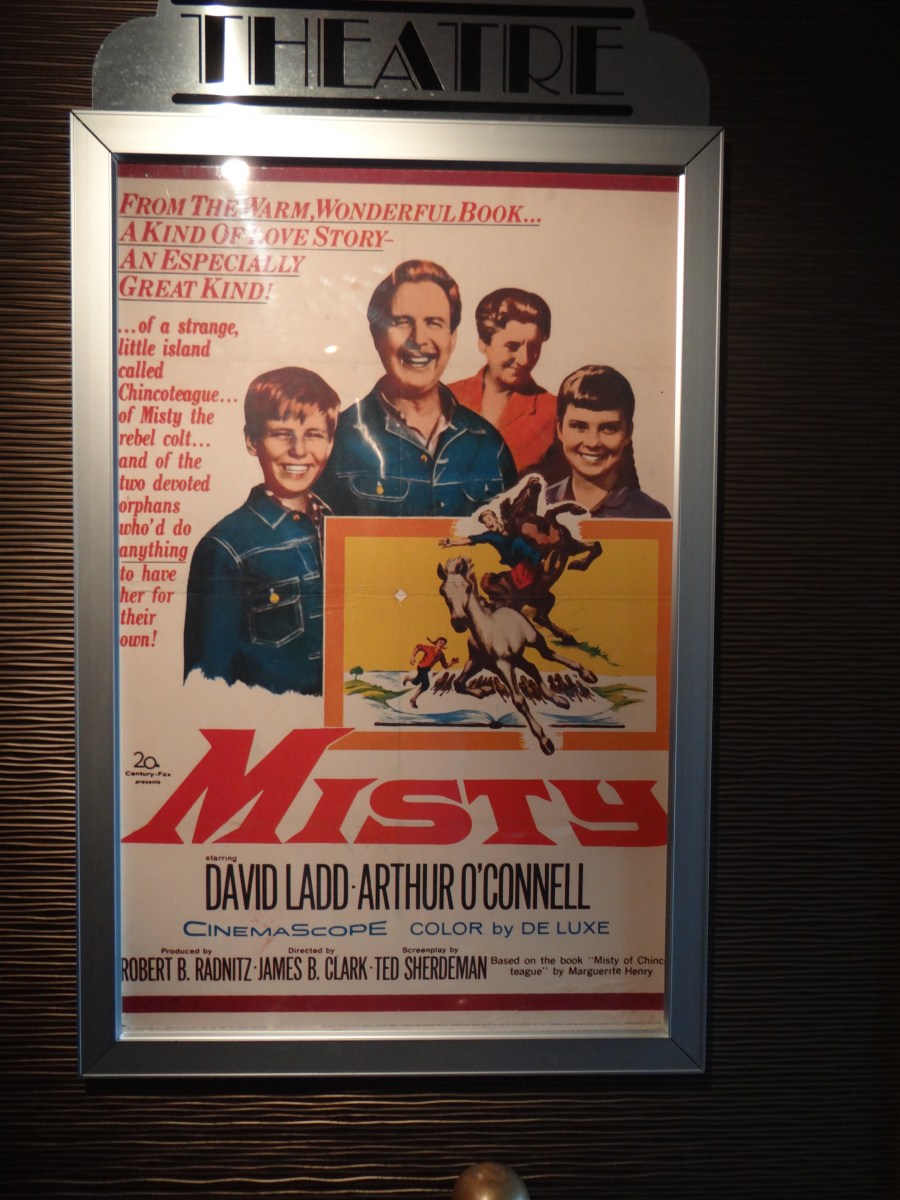 THEATRE
FROM THE WARM, WONDERFUL BOOK...
A KIND OF LOVE STORY-
AN ESPECIALLY
GREAT KIND!
...of a strange,
little island
called
Chincoteague...
of Misty the
rebel colt...
and of the
two devoted
orphans
who'd do
anything
to have
her for
their
own!
20
Century-Fox
presents
MISTY
starring
DAVID LADD · ARTHUR O'CONNELL
CINEMASCOPE COLOR by DE LUXE
Produced by Directed by Screenplay by
ROBERT B. RADNITZ · JAMES B. CLARK · TED SHERDEMAN
Based on the book "Misty of Chinc
teague" by Marguerite Henry